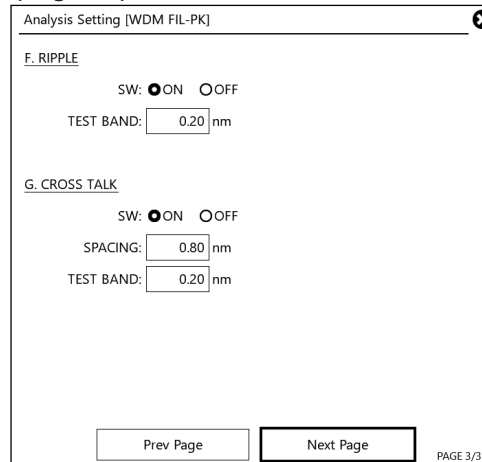 Analysis Setting [WDM FIL-PK]
F. RIPPLE
SW: ON OFF
TEST BAND: 0.20 nm
G. CROSS TALK
SW: ON OFF
SPACING: 0.80 nm
TEST BAND: 0.20 nm
Prev Page Next Page PAGE 3/3